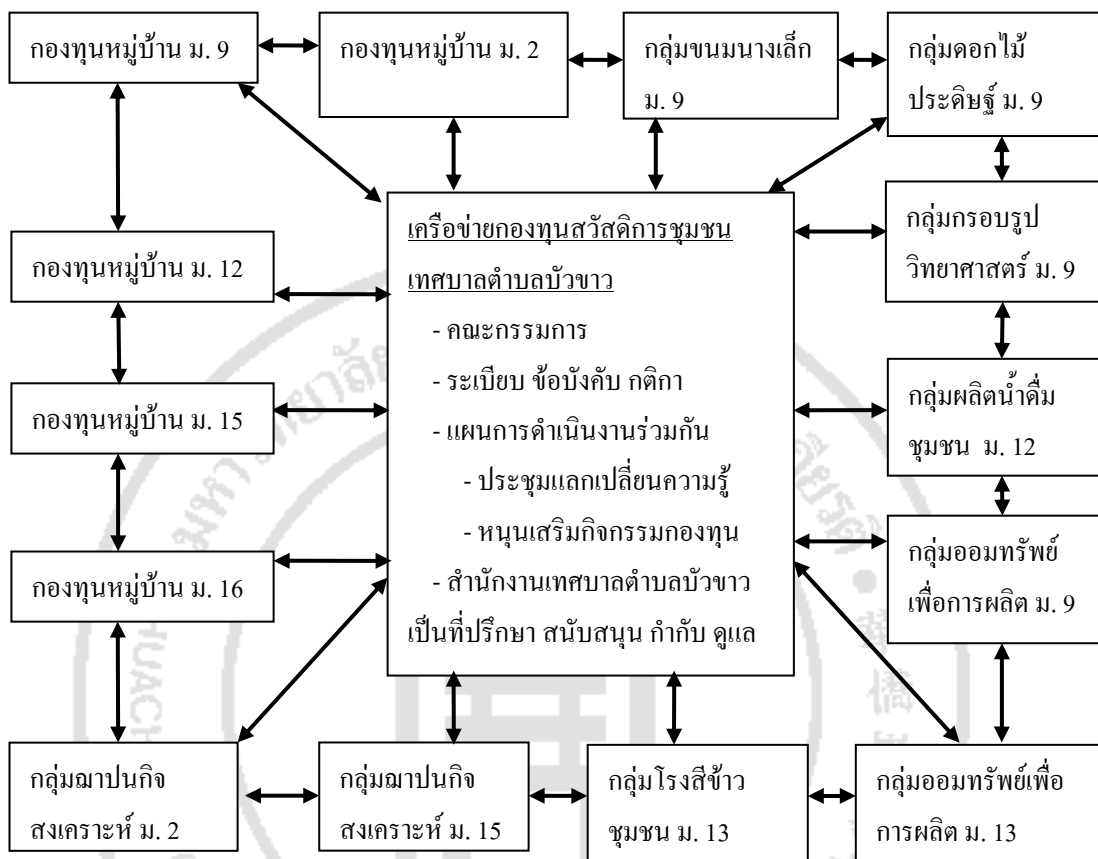 กองทุนหมู่บ้าน ม. 9
กองทุนหมู่บ้าน ม. 2
กลุ่มขนมนางเล็ก
ม. 9
กลุ่มดอกไม้
ประดิษฐ์ ม. 9
เครือข่ายกองทุนสวัสดิการชุมชน
เทศบาลตำบลบัวขาว
- คณะกรรมการ
- ระเบียบ ข้อบังคับ กติกา
- แผนการดำเนินงานร่วมกัน
- ประชุมแลกเปลี่ยนความรู้
- หนุนเสริมกิจกรรมกองทุน
- สำนักงานเทศบาลตำบลบัวขาว
เป็นที่ปรึกษา สนับสนุน กำกับ ดูแล
กลุ่มกรอบรูป
วิทยาศาสตร์ ม. 9
กองทุนหมู่บ้าน ม. 12
กลุ่มผลิตน้ำดื่ม
ชุมชน ม. 12
กองทุนหมู่บ้าน ม. 15
กลุ่มออมทรัพย์
เพื่อการผลิต ม. 9
กองทุนหมู่บ้าน ม. 16
กลุ่มฌาปนกิจ
สงเคราะห์ ม. 2
กลุ่มฌาปนกิจ
สงเคราะห์ ม. 15
กลุ่มโรงสีข้าว
ชุมชน ม. 13
กลุ่มออมทรัพย์เพื่อ
การผลิต ม. 13